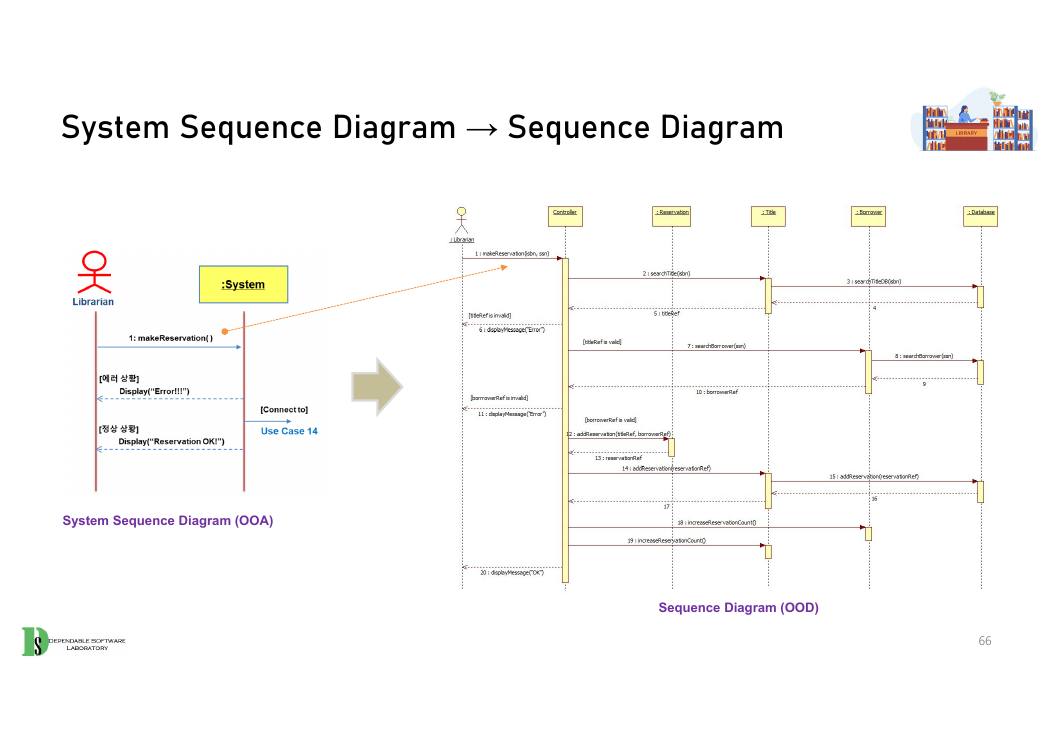 System Sequence Diagram → Sequence Diagram
LIBRARY
Librarian
:System
1: makeReservation( )
[에러 상황]
Display(“Error!!!”)
[Connect to]
Use Case 14
[정상 상황]
Display(“Reservation OK!”)
System Sequence Diagram (OOA)
: Librarian
Controller
: Reservation
: Title
: Borrower
: Database
1 : makeReservation(isbn, ssn)
2 : searchTitle(isbn)
3 : searchTitleDB(isbn)
4
5 : titleRef
[titleRef is invalid]
6 : displayMessage("Error")
[titleRef is valid]
7 : searchBorrower(ssn)
8 : searchBorrower(ssn)
9
10 : borrowerRef
[borrorwerRef is invalid]
11 : displayMessage("Error")
[borrowerRef is valid]
12 : addReservation(titleRef, borrowerRef)
13 : reservationRef
14 : addReservation(reservationRef)
15 : addReservation(reservationRef)
16
17
18 : increaseReservationCount()
19 : increaseReservationCount()
20 : displayMessage("OK")
Sequence Diagram (OOD)
DEPENDABLE SOFTWARE
LABORATORY
66